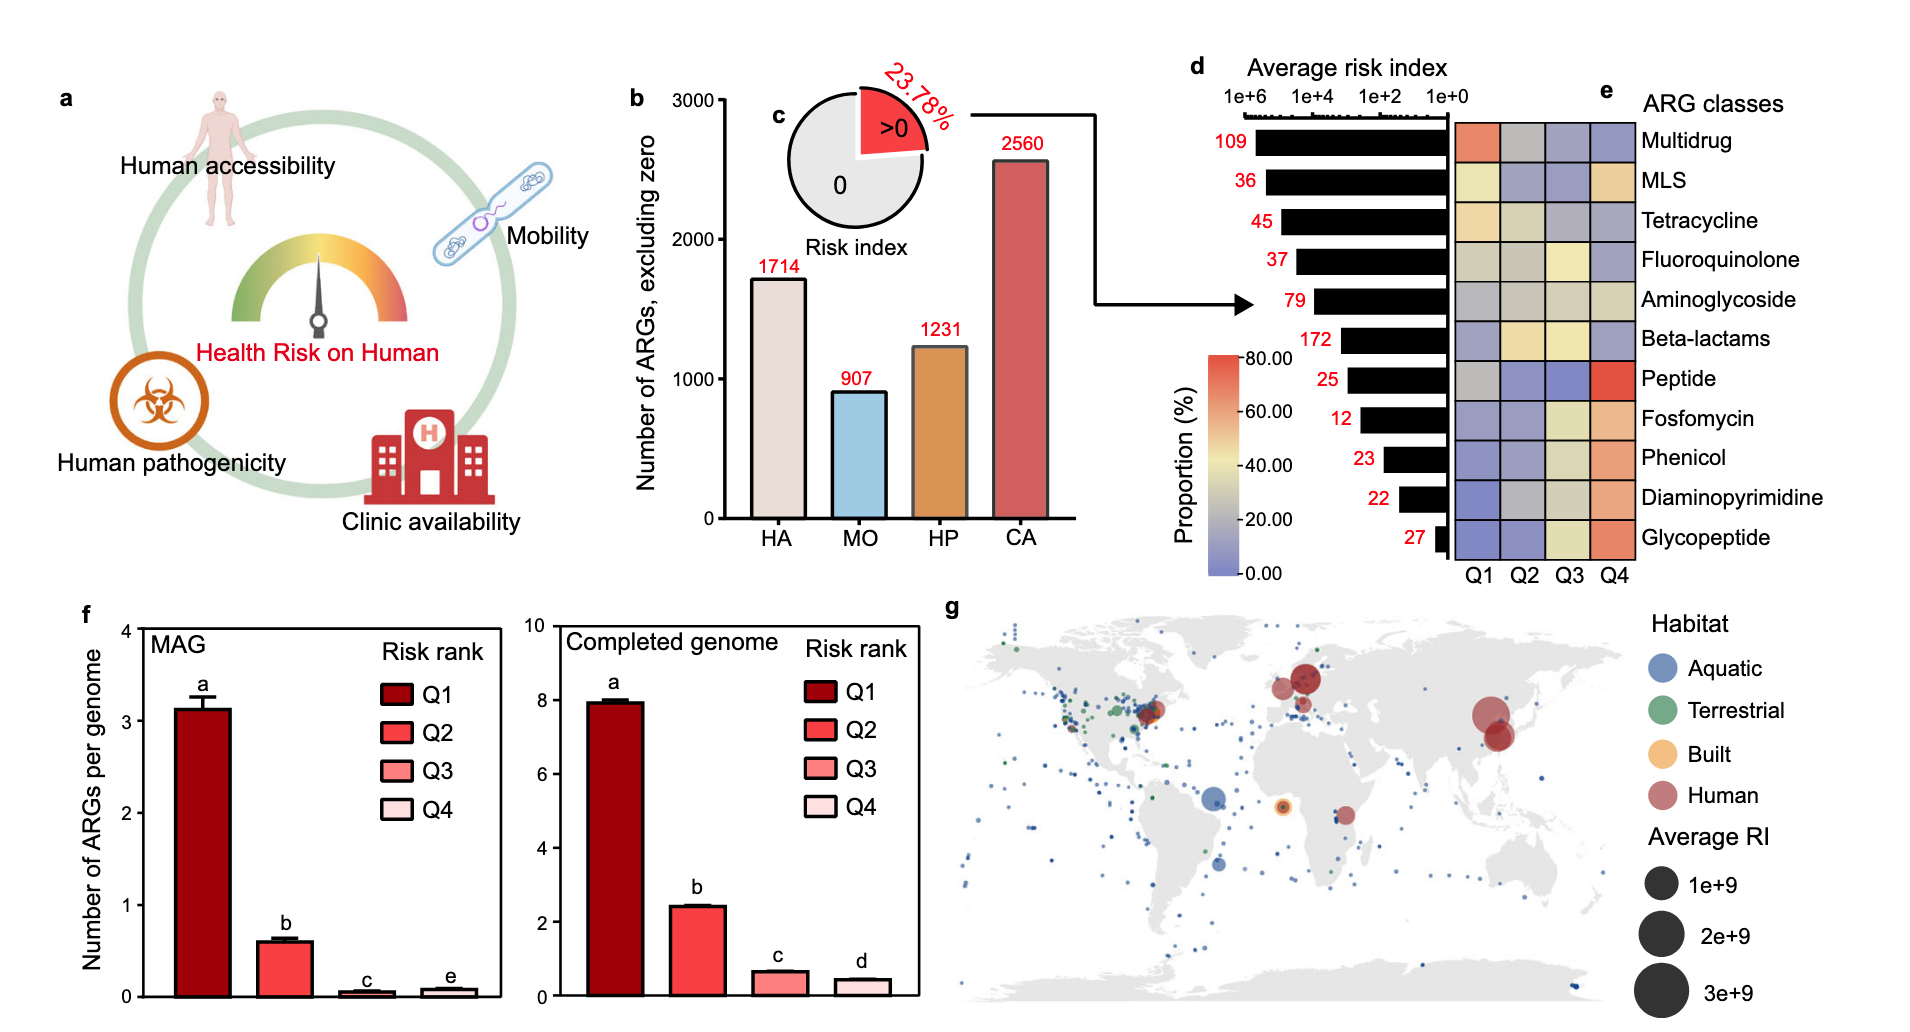 a
Human accessibility
Mobility
Health Risk on Human
Human pathogenicity
H
Clinic availability
b
Number of ARGs, excluding zero
3000
2000
1000
0
1714
907
1231
2560
HA
MO
HP
CA
c
23.78%
>0
0
Risk index
d
Average risk index
1e+6
1e+4
1e+2
1e+0
109
36
45
37
79
172
25
12
23
22
27
Proportion (%)
80.00
60.00
40.00
20.00
0.00
e
ARG classes
Multidrug
MLS
Tetracycline
Fluoroquinolone
Aminoglycoside
Beta-lactams
Peptide
Fosfomycin
Phenicol
Diaminopyrimidine
Glycopeptide
Q1
Q2
Q3
Q4
f
Number of ARGs per genome
4
3
2
1
0
MAG
Risk rank
Q1
Q2
Q3
Q4
a
b
c
e
10
8
6
4
2
0
Completed genome
Risk rank
Q1
Q2
Q3
Q4
a
b
c
d
g
Habitat
Aquatic
Terrestrial
Built
Human
Average RI
1e+9
2e+9
3e+9